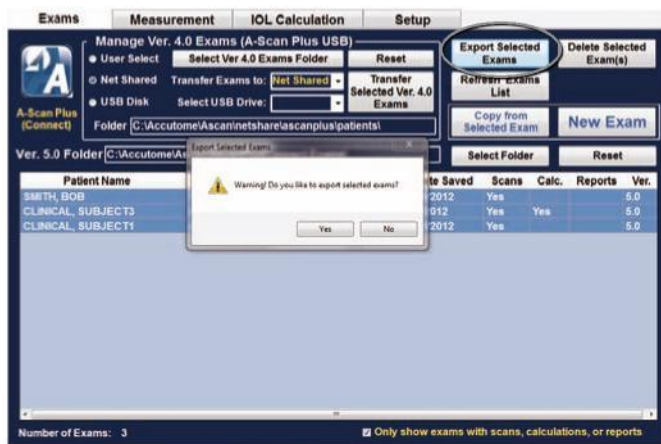 Exams Measurement IOL Calculation Setup
Manage Ver. 4.0 Exams (A-Scan Plus USB)
User Select Select Ver 4.0 Exams Folder Reset
Net Shared Transfer Exams to: Net Shared Transfer Selected Ver. 4.0 Exams
USB Disk Select USB Drive:
Folder C:\Accutome\Ascan\netshare\ascanplus\patients\
A-Scan Plus
(Connect)
Export Selected Exams
Delete Selected Exam(s)
Refresh Exams List
Copy from Selected Exam
New Exam
Ver. 5.0 Folder C:\Accutome\As
Select Folder Reset
Export Selected Exams
Warning! Do you like to export selected exams?
Yes No
Patient Name te Saved Scans Calc. Reports Ver.
SMITH, BOB 2012 Yes 5.0
CLINICAL, SUBJECT3 012 Yes Yes 5.0
CLINICAL, SUBJECT1 2012 Yes 5.0
Number of Exams: 3
Only show exams with scans, calculations, or reports